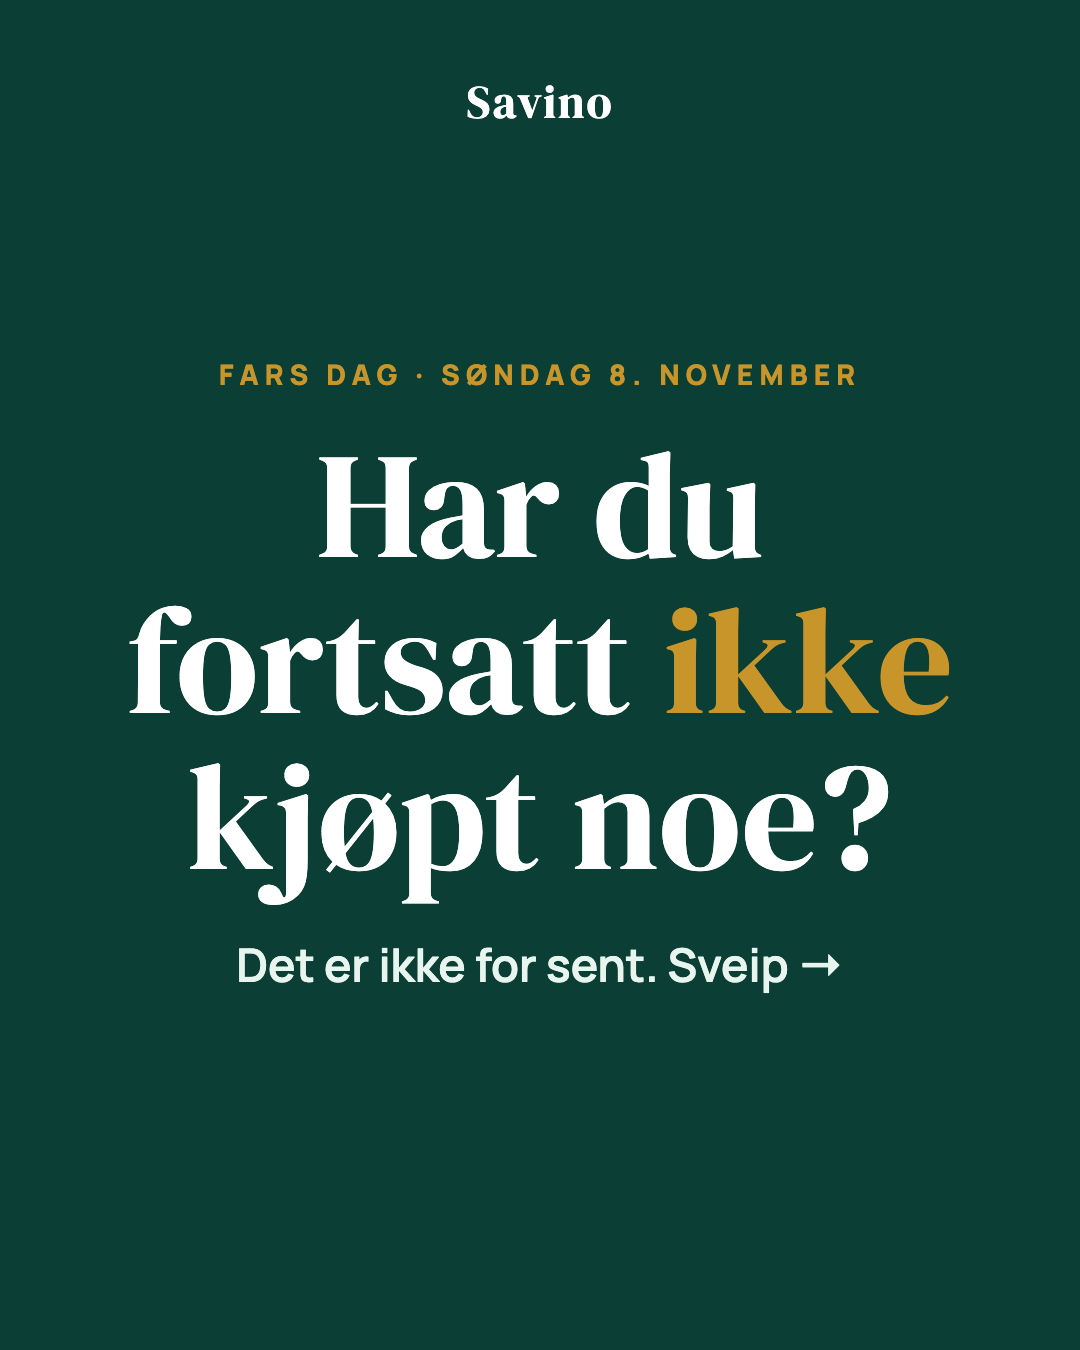 Savino
FARS DAG · SØNDAG 8. NOVEMBER
Har du
fortsatt ikke
kjøpt noe?
Det er ikke for sent. Sveip →